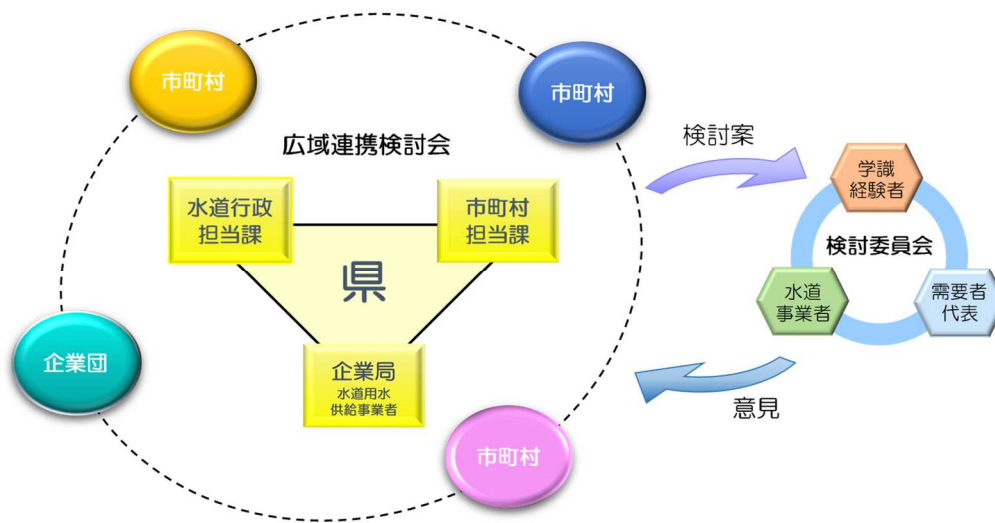 市町村
市町村
広域連携検討会
水道行政
担当課
市町村
担当課
県
企業団
企業局
水道用水
供給事業者
市町村
検討案
学識
経験者
検討委員会
水道
事業者
需要者
代表
意見